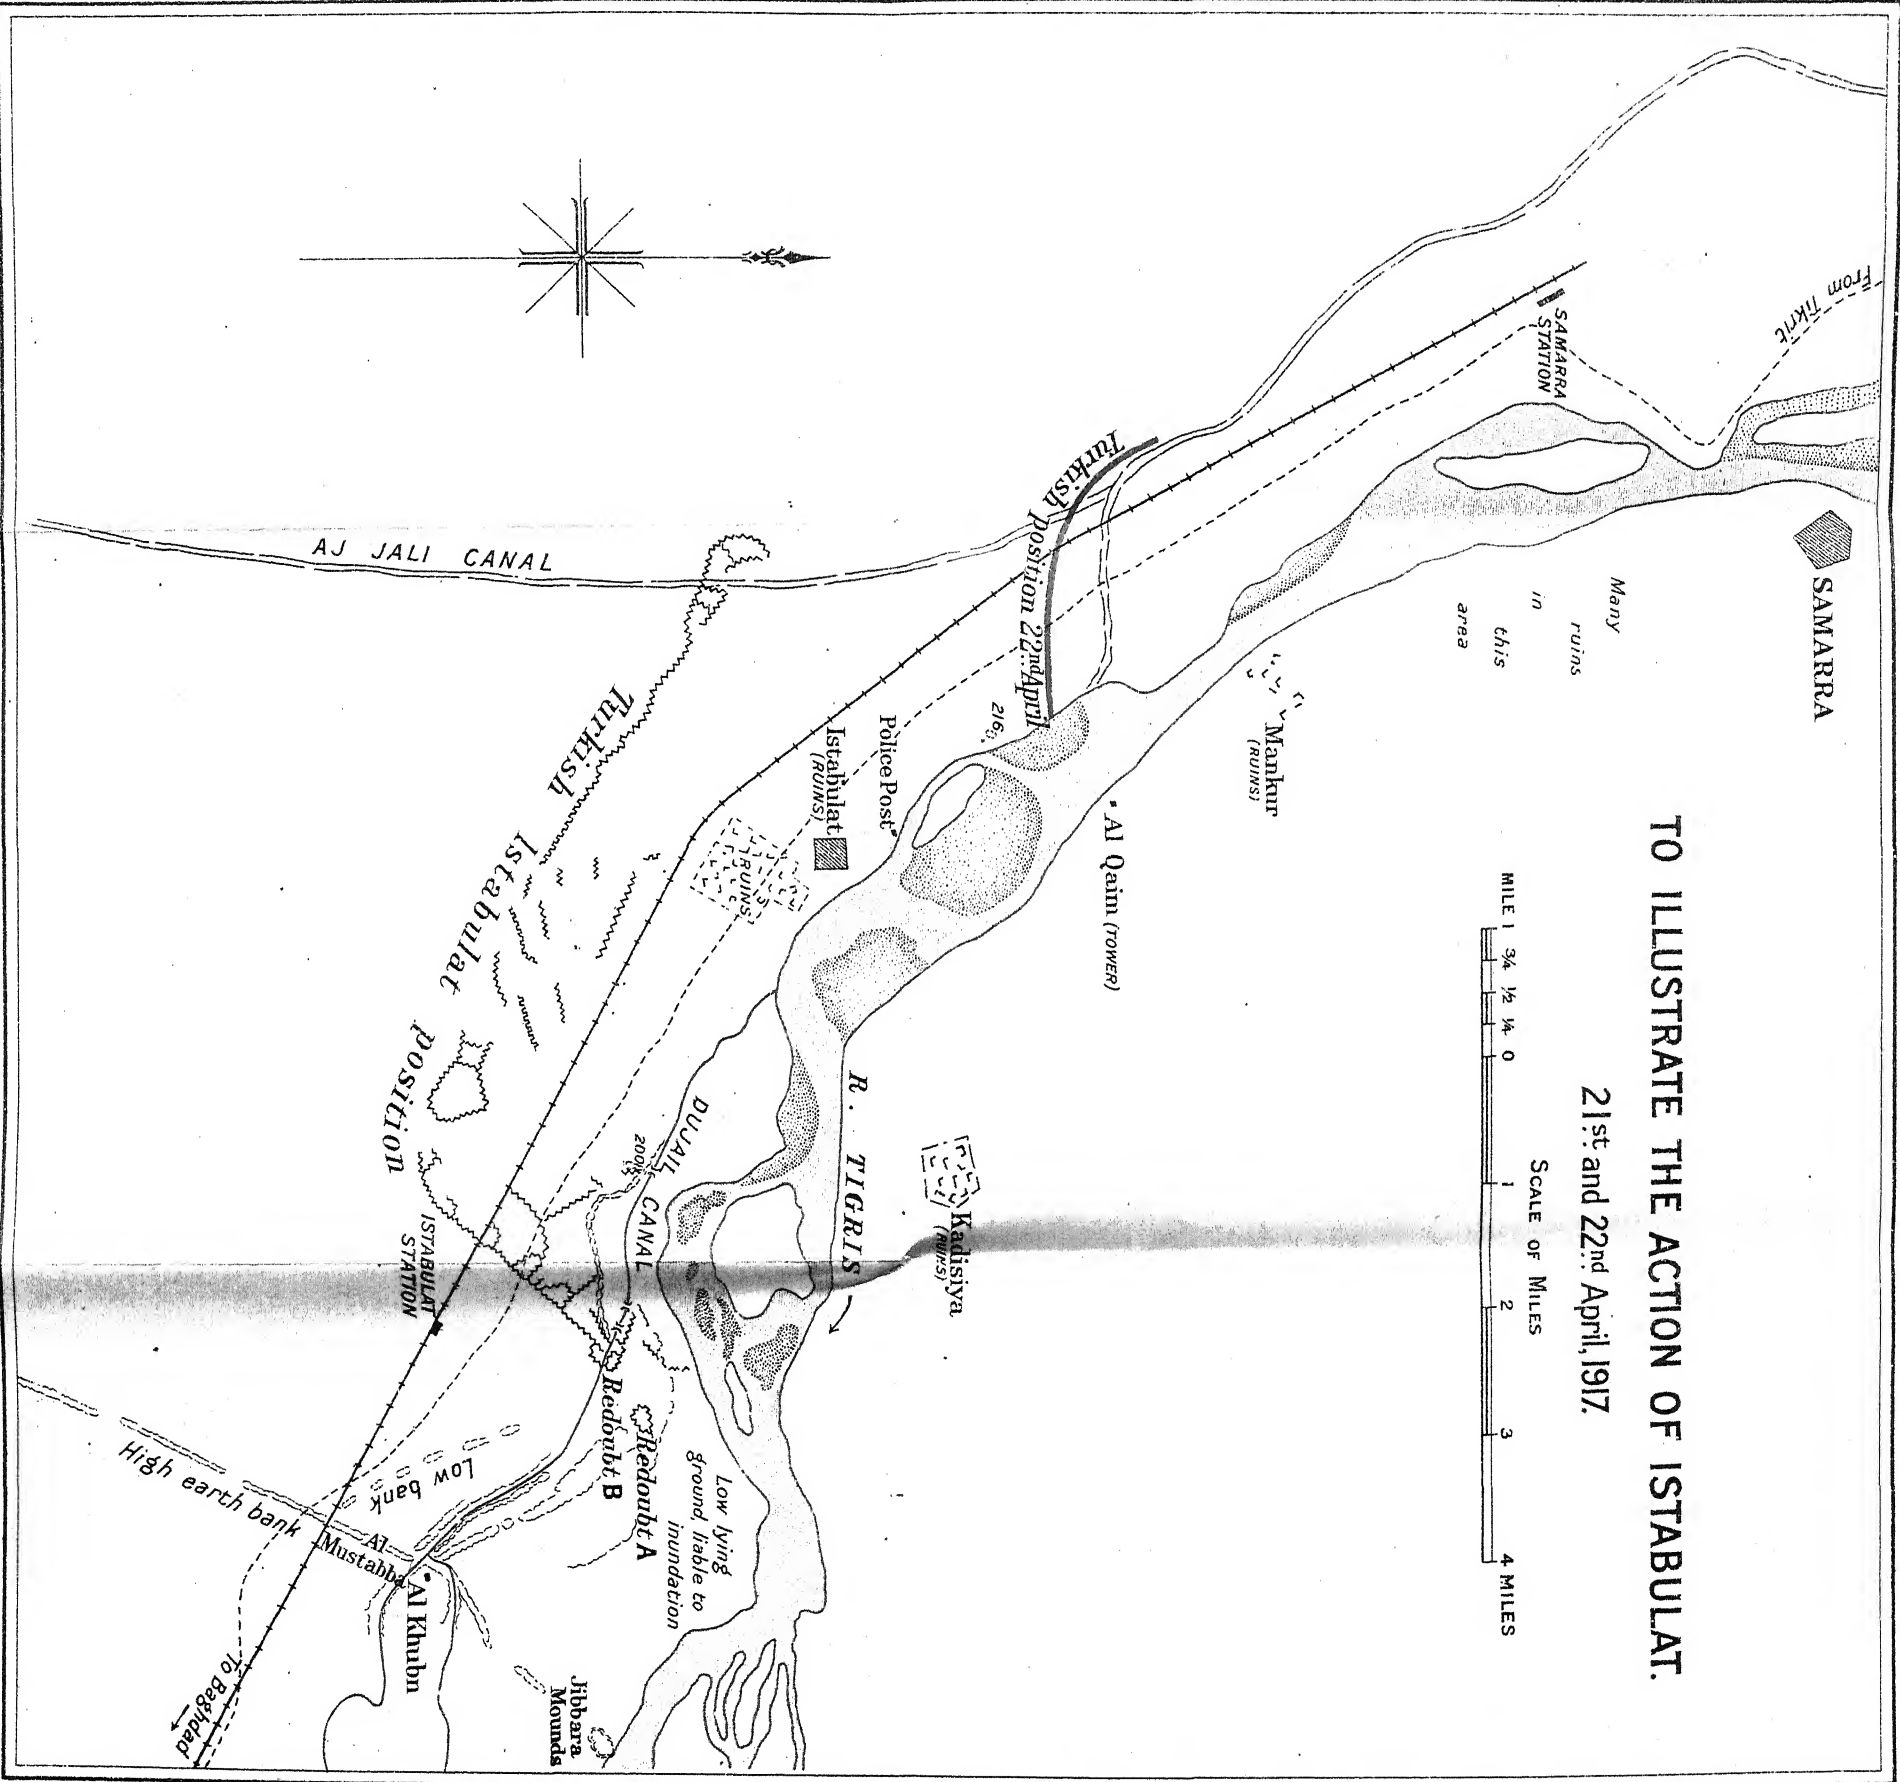 TO ILLUSTRATE THE ACTION OF ISTABULAT.
21st and 22nd April, 1917.
SCALE OF MILES
MILE 1 3/4 1/2 1/4 0 1 2 3 4 MILES
SAMARRA
From Tikrit
SAMARRA
STATION
Many
ruins
in
this
area
Mankur
(RUINS)
Al Qaim (TOWER)
Turkish position 22nd April
216
Police Post
Istabulat
(RUINS)
RUINS
AJ JALI CANAL
Turkish Istabulat position
R. TIGRIS
Kadisiya
(RUINS)
DUJAIL CANAL
200
ISTABULAT
STATION
Redoubt B
Redoubt A
Low lying
ground, liable to
inundation
Low bank
High earth bank
Al
Mustabba
Al Khubn
Jibbara
Mounds
To Baghdad